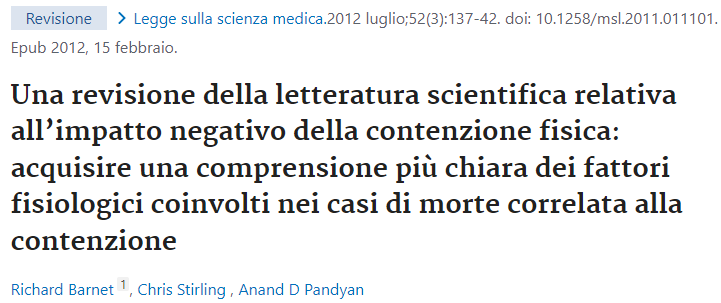 Revisione > Legge sulla scienza medica.2012 luglio;52(3):137-42. doi: 10.1258/msl.2011.011101.
Epub 2012, 15 febbraio.
Una revisione della letteratura scientifica relativa
all’impatto negativo della contenzione fisica:
acquisire una comprensione più chiara dei fattori
fisiologici coinvolti nei casi di morte correlata alla
contenzione
Richard Barnet 1 , Chris Stirling , Anand D Pandyan